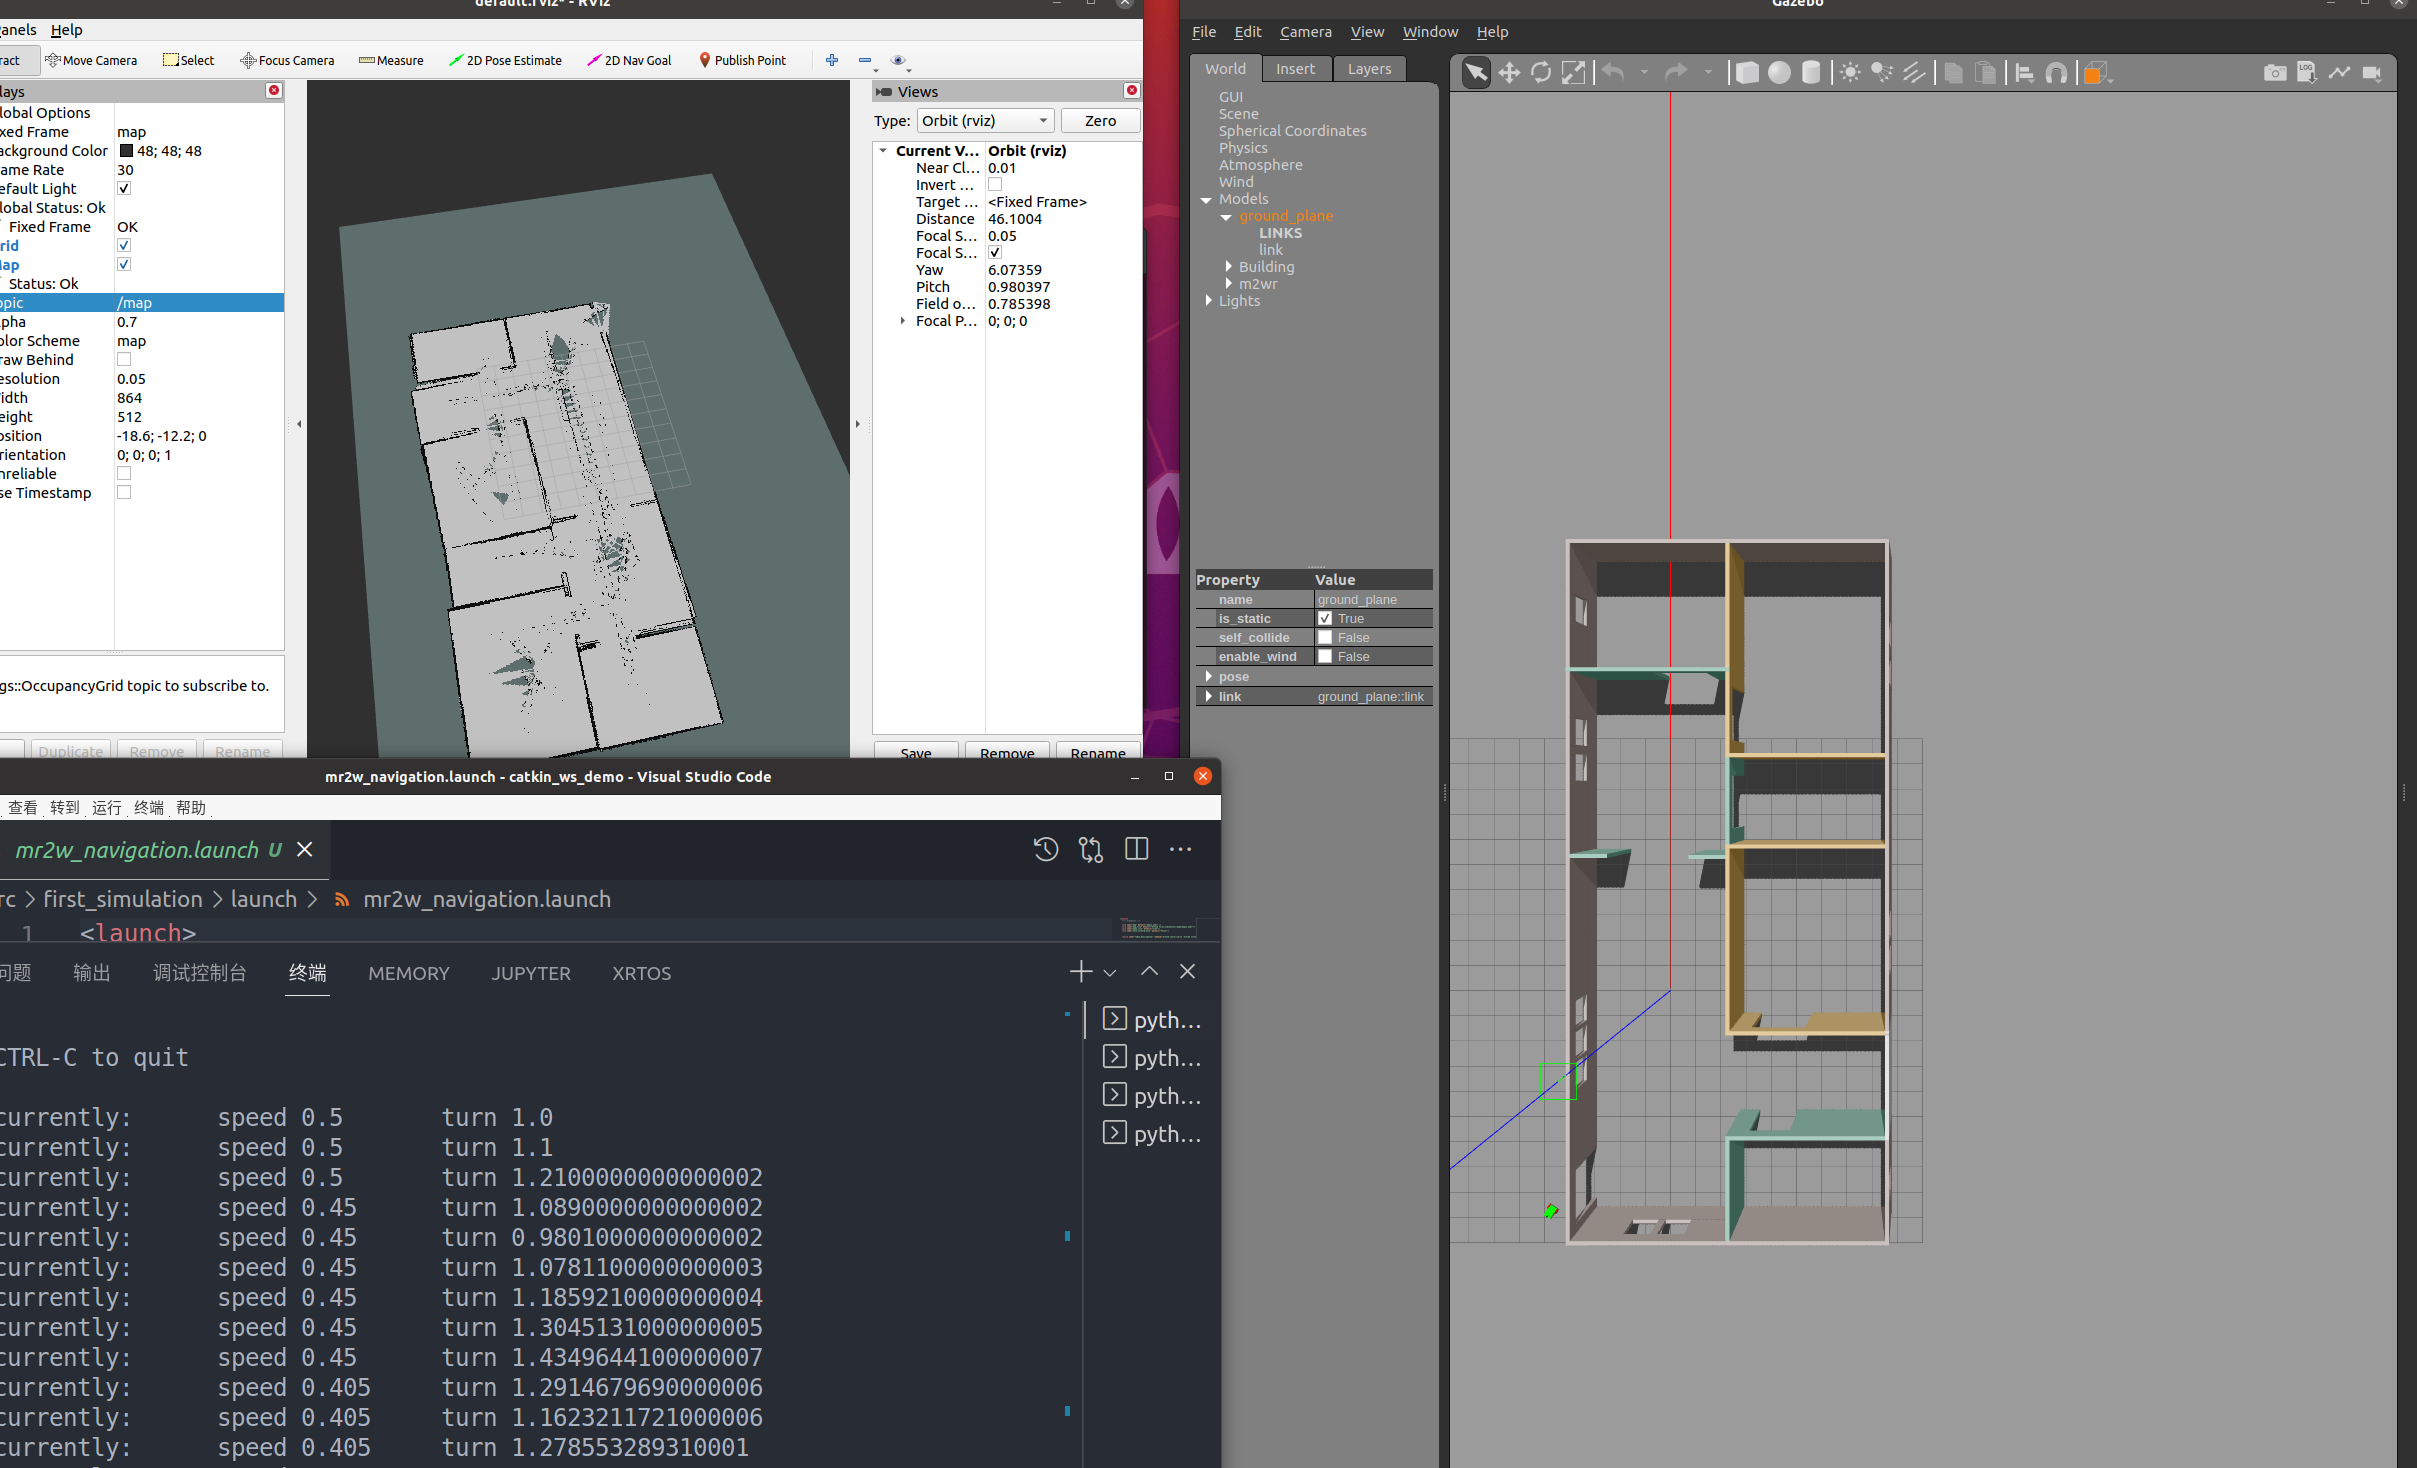 default.rviz* - RViz
anels Help
ract Move Camera Select Focus Camera Measure 2D Pose Estimate 2D Nav Goal Publish Point
lays
lobal Options
xed Frame map
ackground Color 48; 48; 48
ame Rate 30
efault Light
lobal Status: Ok
Fixed Frame OK
rid
ap
Status: Ok
opic /map
pha 0.7
olor Scheme map
raw Behind
esolution 0.05
idth 864
eight 512
osition -18.6; -12.2; 0
rientation 0; 0; 0; 1
nreliable
se Timestamp
gs::OccupancyGrid topic to subscribe to.
Duplicate Remove Rename
Views
Type: Orbit (rviz) Zero
Current V... Orbit (rviz)
Near Cl... 0.01
Invert ...
Target ... <Fixed Frame>
Distance 46.1004
Focal S... 0.05
Focal S...
Yaw 6.07359
Pitch 0.980397
Field o... 0.785398
Focal P... 0; 0; 0
Save Remove Rename
mr2w_navigation.launch - catkin_ws_demo - Visual Studio Code
查看 转到 运行 终端 帮助
mr2w_navigation.launch U
rc > first_simulation > launch > mr2w_navigation.launch
1 <launch>
问题 输出 调试控制台 终端 MEMORY JUPYTER XRTOS
pyth...
pyth...
pyth...
pyth...
CTRL-C to quit
currently: speed 0.5 turn 1.0
currently: speed 0.5 turn 1.1
currently: speed 0.5 turn 1.2100000000000002
currently: speed 0.45 turn 1.0890000000000002
currently: speed 0.45 turn 0.9801000000000002
currently: speed 0.45 turn 1.0781100000000003
currently: speed 0.45 turn 1.1859210000000004
currently: speed 0.45 turn 1.3045131000000005
currently: speed 0.45 turn 1.4349644100000007
currently: speed 0.405 turn 1.2914679690000006
currently: speed 0.405 turn 1.1623211721000006
currently: speed 0.405 turn 1.278553289310001
Gazebo
File Edit Camera View Window Help
World Insert Layers
GUI
Scene
Spherical Coordinates
Physics
Atmosphere
Wind
Models
ground_plane
LINKS
link
Building
m2wr
Lights
Property Value
name ground_plane
is_static True
self_collide False
enable_wind False
pose
link ground_plane::link
LOG